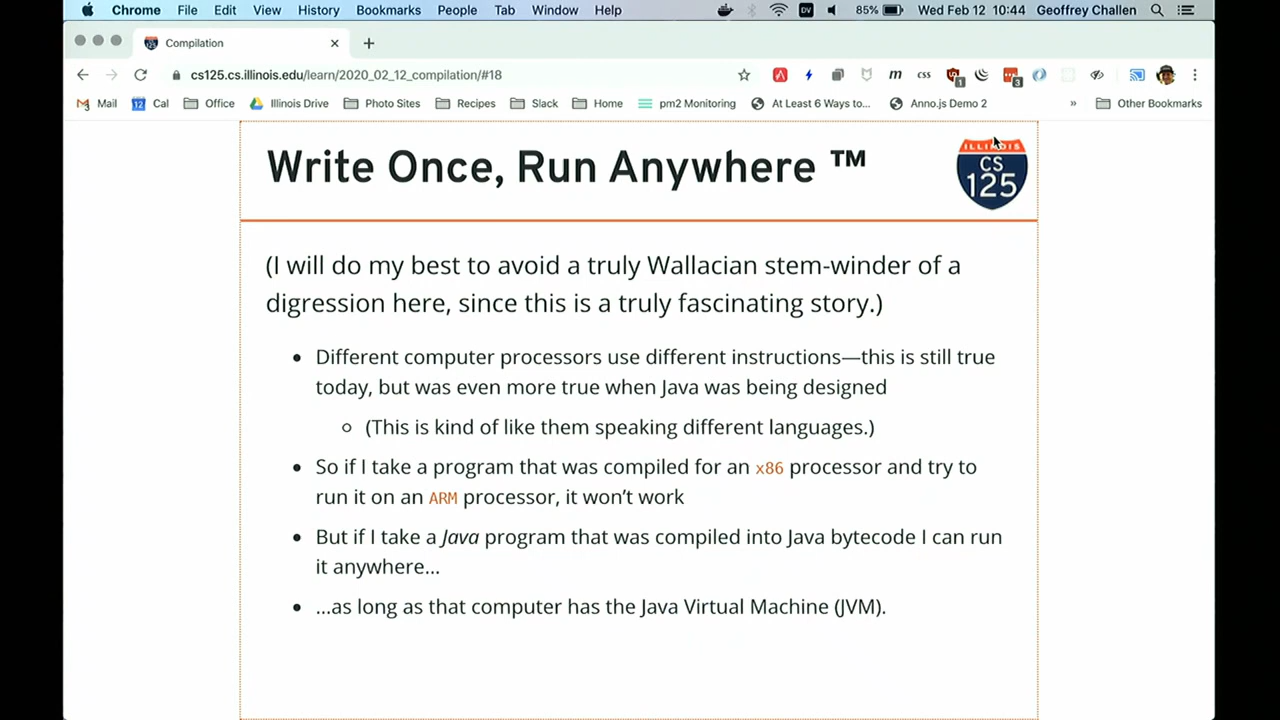 Chrome File Edit View History Bookmarks People Tab Window Help DV 85% Wed Feb 12 10:44 Geoffrey Challen
Compilation
cs125.cs.illinois.edu/learn/2020_02_12_compilation/#18 m css 1 3
Mail 12 Cal Office Illinois Drive Photo Sites Recipes Slack Home pm2 Monitoring At Least 6 Ways to... Anno.js Demo 2 » Other Bookmarks
Write Once, Run Anywhere ™
ILLINOIS
CS
125
(I will do my best to avoid a truly Wallacian stem-winder of a
digression here, since this is a truly fascinating story.)
• Different computer processors use different instructions—this is still true
today, but was even more true when Java was being designed
◦ (This is kind of like them speaking different languages.)
• So if I take a program that was compiled for an x86 processor and try to
run it on an ARM processor, it won’t work
• But if I take a Java program that was compiled into Java bytecode I can run
it anywhere…
• …as long as that computer has the Java Virtual Machine (JVM).